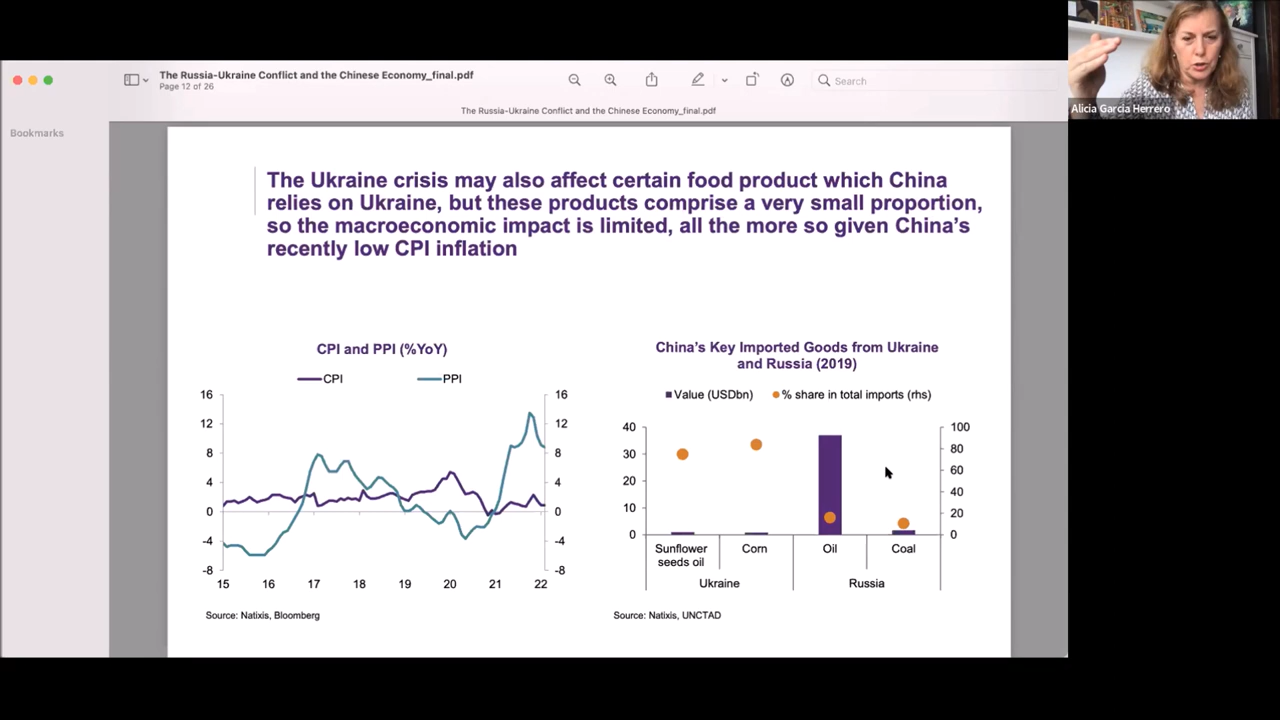 The Russia-Ukraine Conflict and the Chinese Economy_final.pdf
Page 12 of 26
Search
Alicia Garcia Herrero
The Russia-Ukraine Conflict and the Chinese Economy_final.pdf
Bookmarks
The Ukraine crisis may also affect certain food product which China
relies on Ukraine, but these products comprise a very small proportion,
so the macroeconomic impact is limited, all the more so given China's
recently low CPI inflation
CPI and PPI (%YoY)
CPI PPI
16 16
12 12
8 8
4 4
0 0
-4 -4
-8 -8
15 16 17 18 19 20 21 22
Source: Natixis, Bloomberg
China's Key Imported Goods from Ukraine
and Russia (2019)
Value (USDbn) % share in total imports (rhs)
40 100
80
30
60
20
40
10
20
0 0
Sunflower Corn Oil Coal
seeds oil
Ukraine Russia
Source: Natixis, UNCTAD